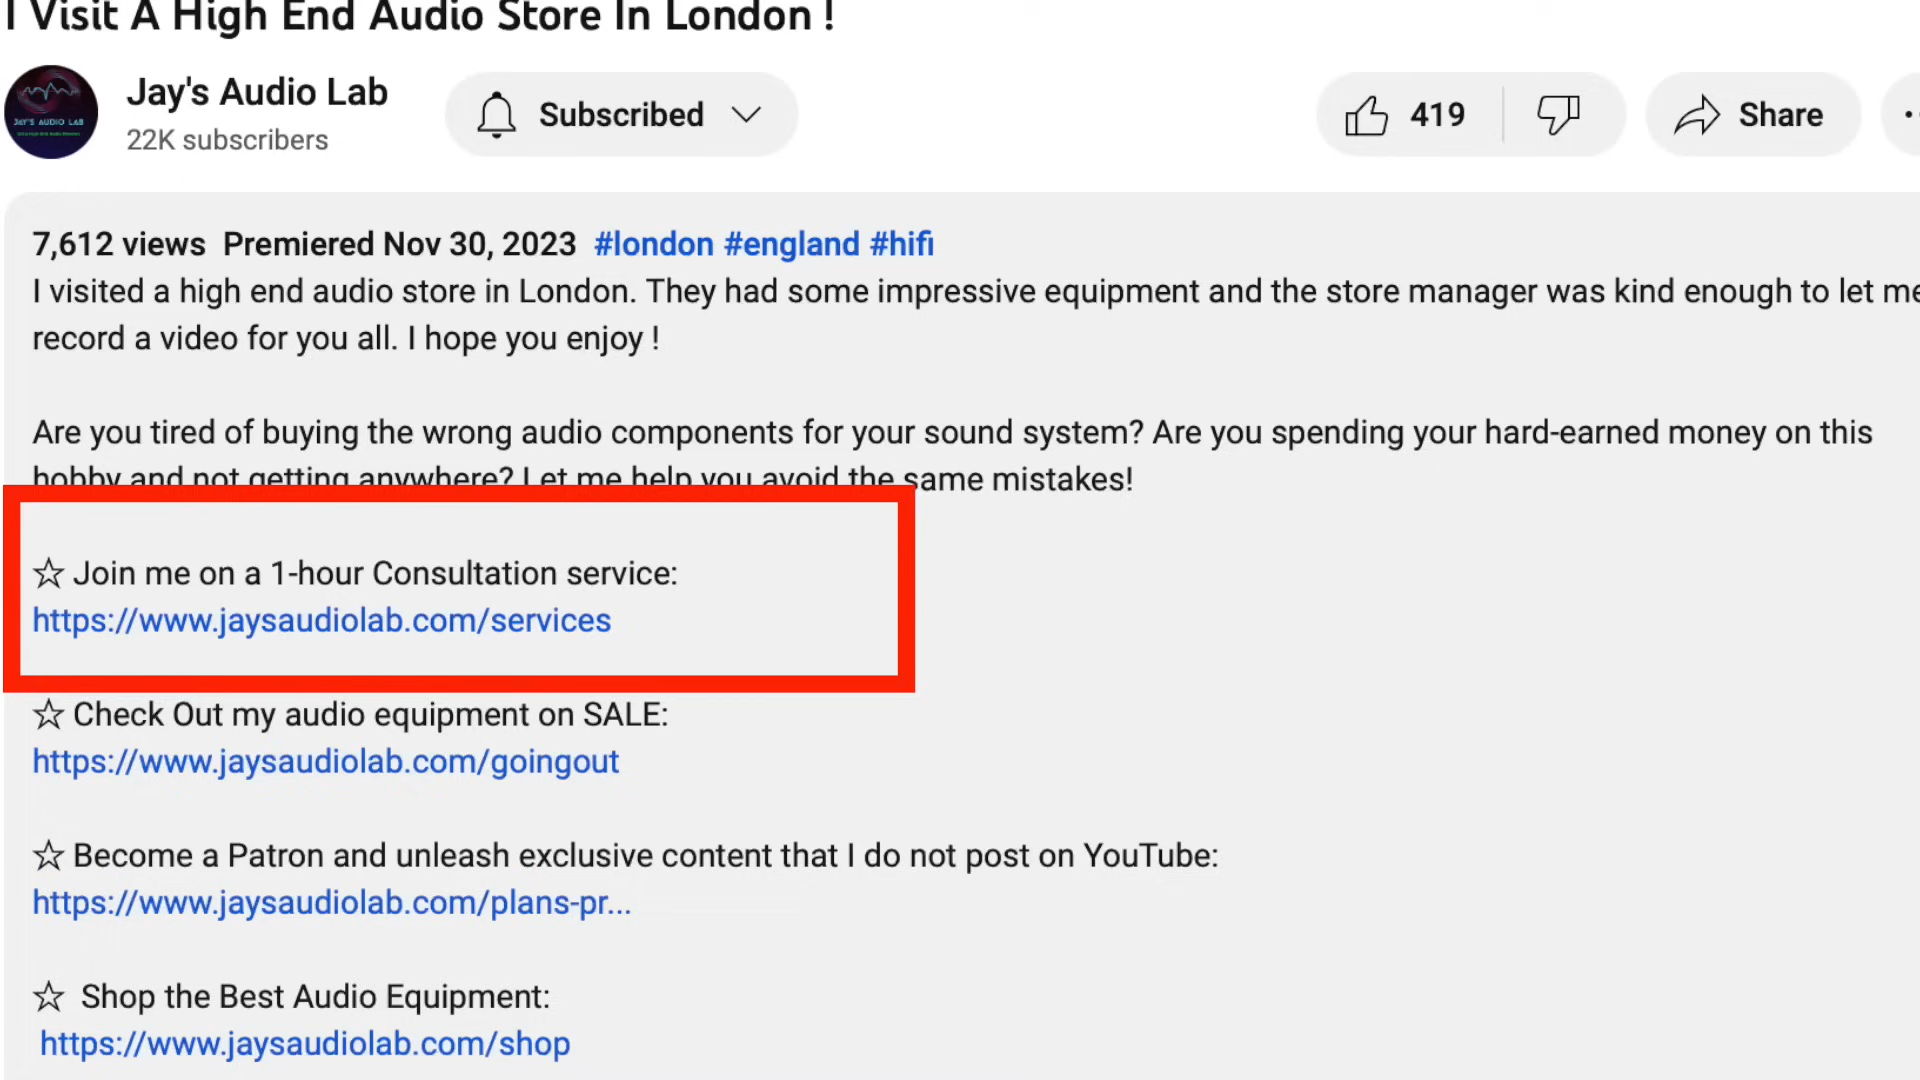 I Visit A High End Audio Store In London !
JAY'S AUDIO LAB
Jay's Audio Lab
22K subscribers
Subscribed
419
Share
7,612 views Premiered Nov 30, 2023 #london #england #hifi
I visited a high end audio store in London. They had some impressive equipment and the store manager was kind enough to let me
record a video for you all. I hope you enjoy !
Are you tired of buying the wrong audio components for your sound system? Are you spending your hard-earned money on this
hobby and not getting anywhere? Let me help you avoid the same mistakes!
☆ Join me on a 1-hour Consultation service:
https://www.jaysaudiolab.com/services
☆ Check Out my audio equipment on SALE:
https://www.jaysaudiolab.com/goingout
☆ Become a Patron and unleash exclusive content that I do not post on YouTube:
https://www.jaysaudiolab.com/plans-pr...
☆ Shop the Best Audio Equipment:
https://www.jaysaudiolab.com/shop